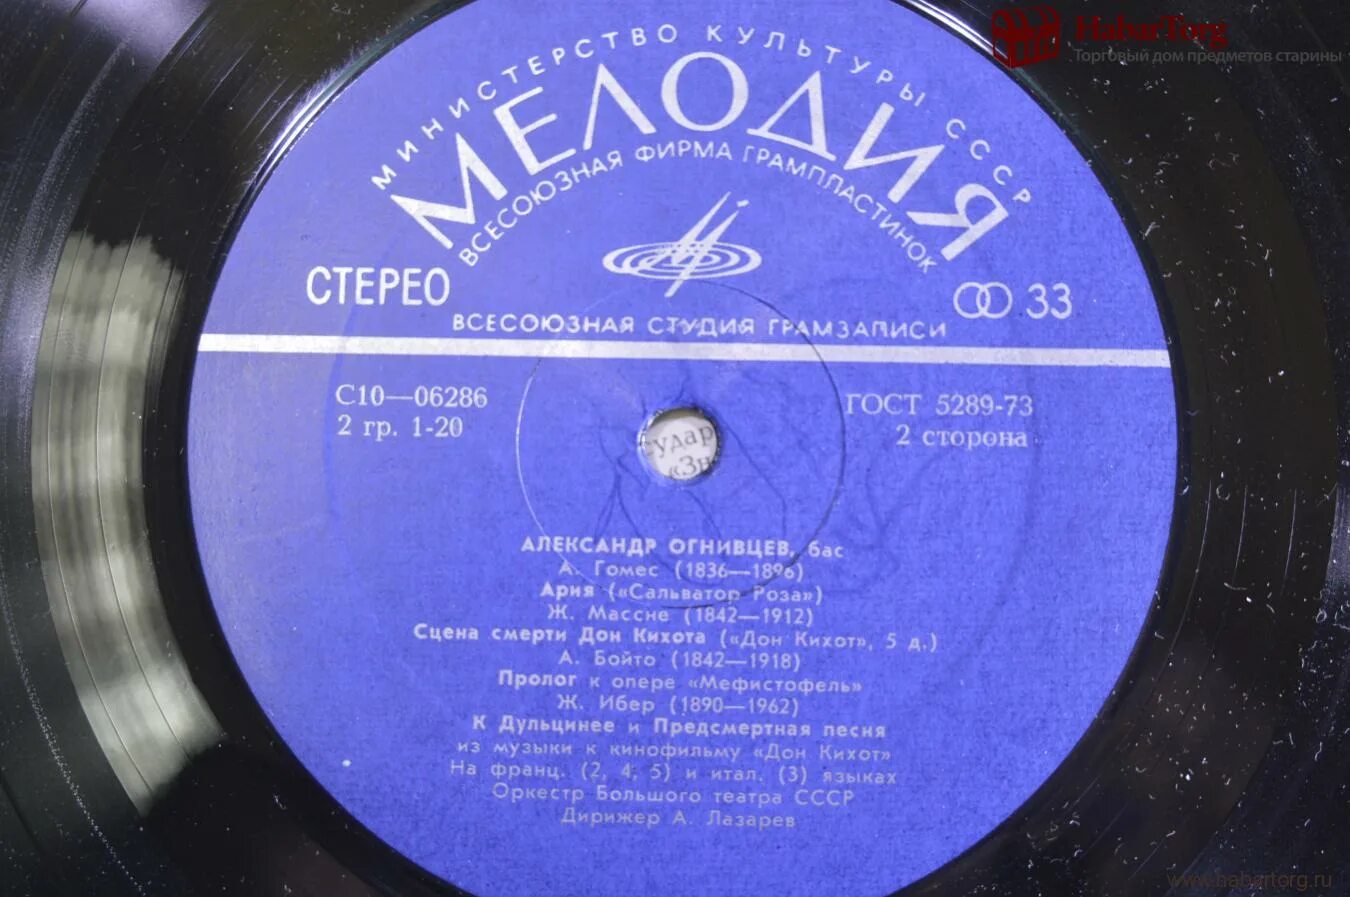 HabarTorg
Торговый дом предметов старины
МИНИСТЕРСТВО КУЛЬТУРЫ СССР
МЕЛОДИЯ
ВСЕСОЮЗНАЯ ФИРМА ГРАМПЛАСТИНОК
СТЕРЕО
33
ВСЕСОЮЗНАЯ СТУДИЯ ГРАМЗАПИСИ
С10—06286
ГОСТ 5289-73
2 гр. 1-20
2 сторона
судар
«Зн
АЛЕКСАНДР ОГНИВЦЕВ, бас
А. Гомес (1836—1896)
Ария («Сальватор Роза»)
Ж. Массне (1842—1912)
Сцена смерти Дон Кихота («Дон Кихот», 5 д.)
А. Бойто (1842—1918)
Пролог к опере «Мефистофель»
Ж. Ибер (1890—1962)
К Дульцинее и Предсмертная песня
из музыки к кинофильму «Дон Кихот»
На франц. (2, 4, 5) и итал. (3) языках
Оркестр Большого театра СССР
Дирижер А. Лазарев
www.habartorg.ru